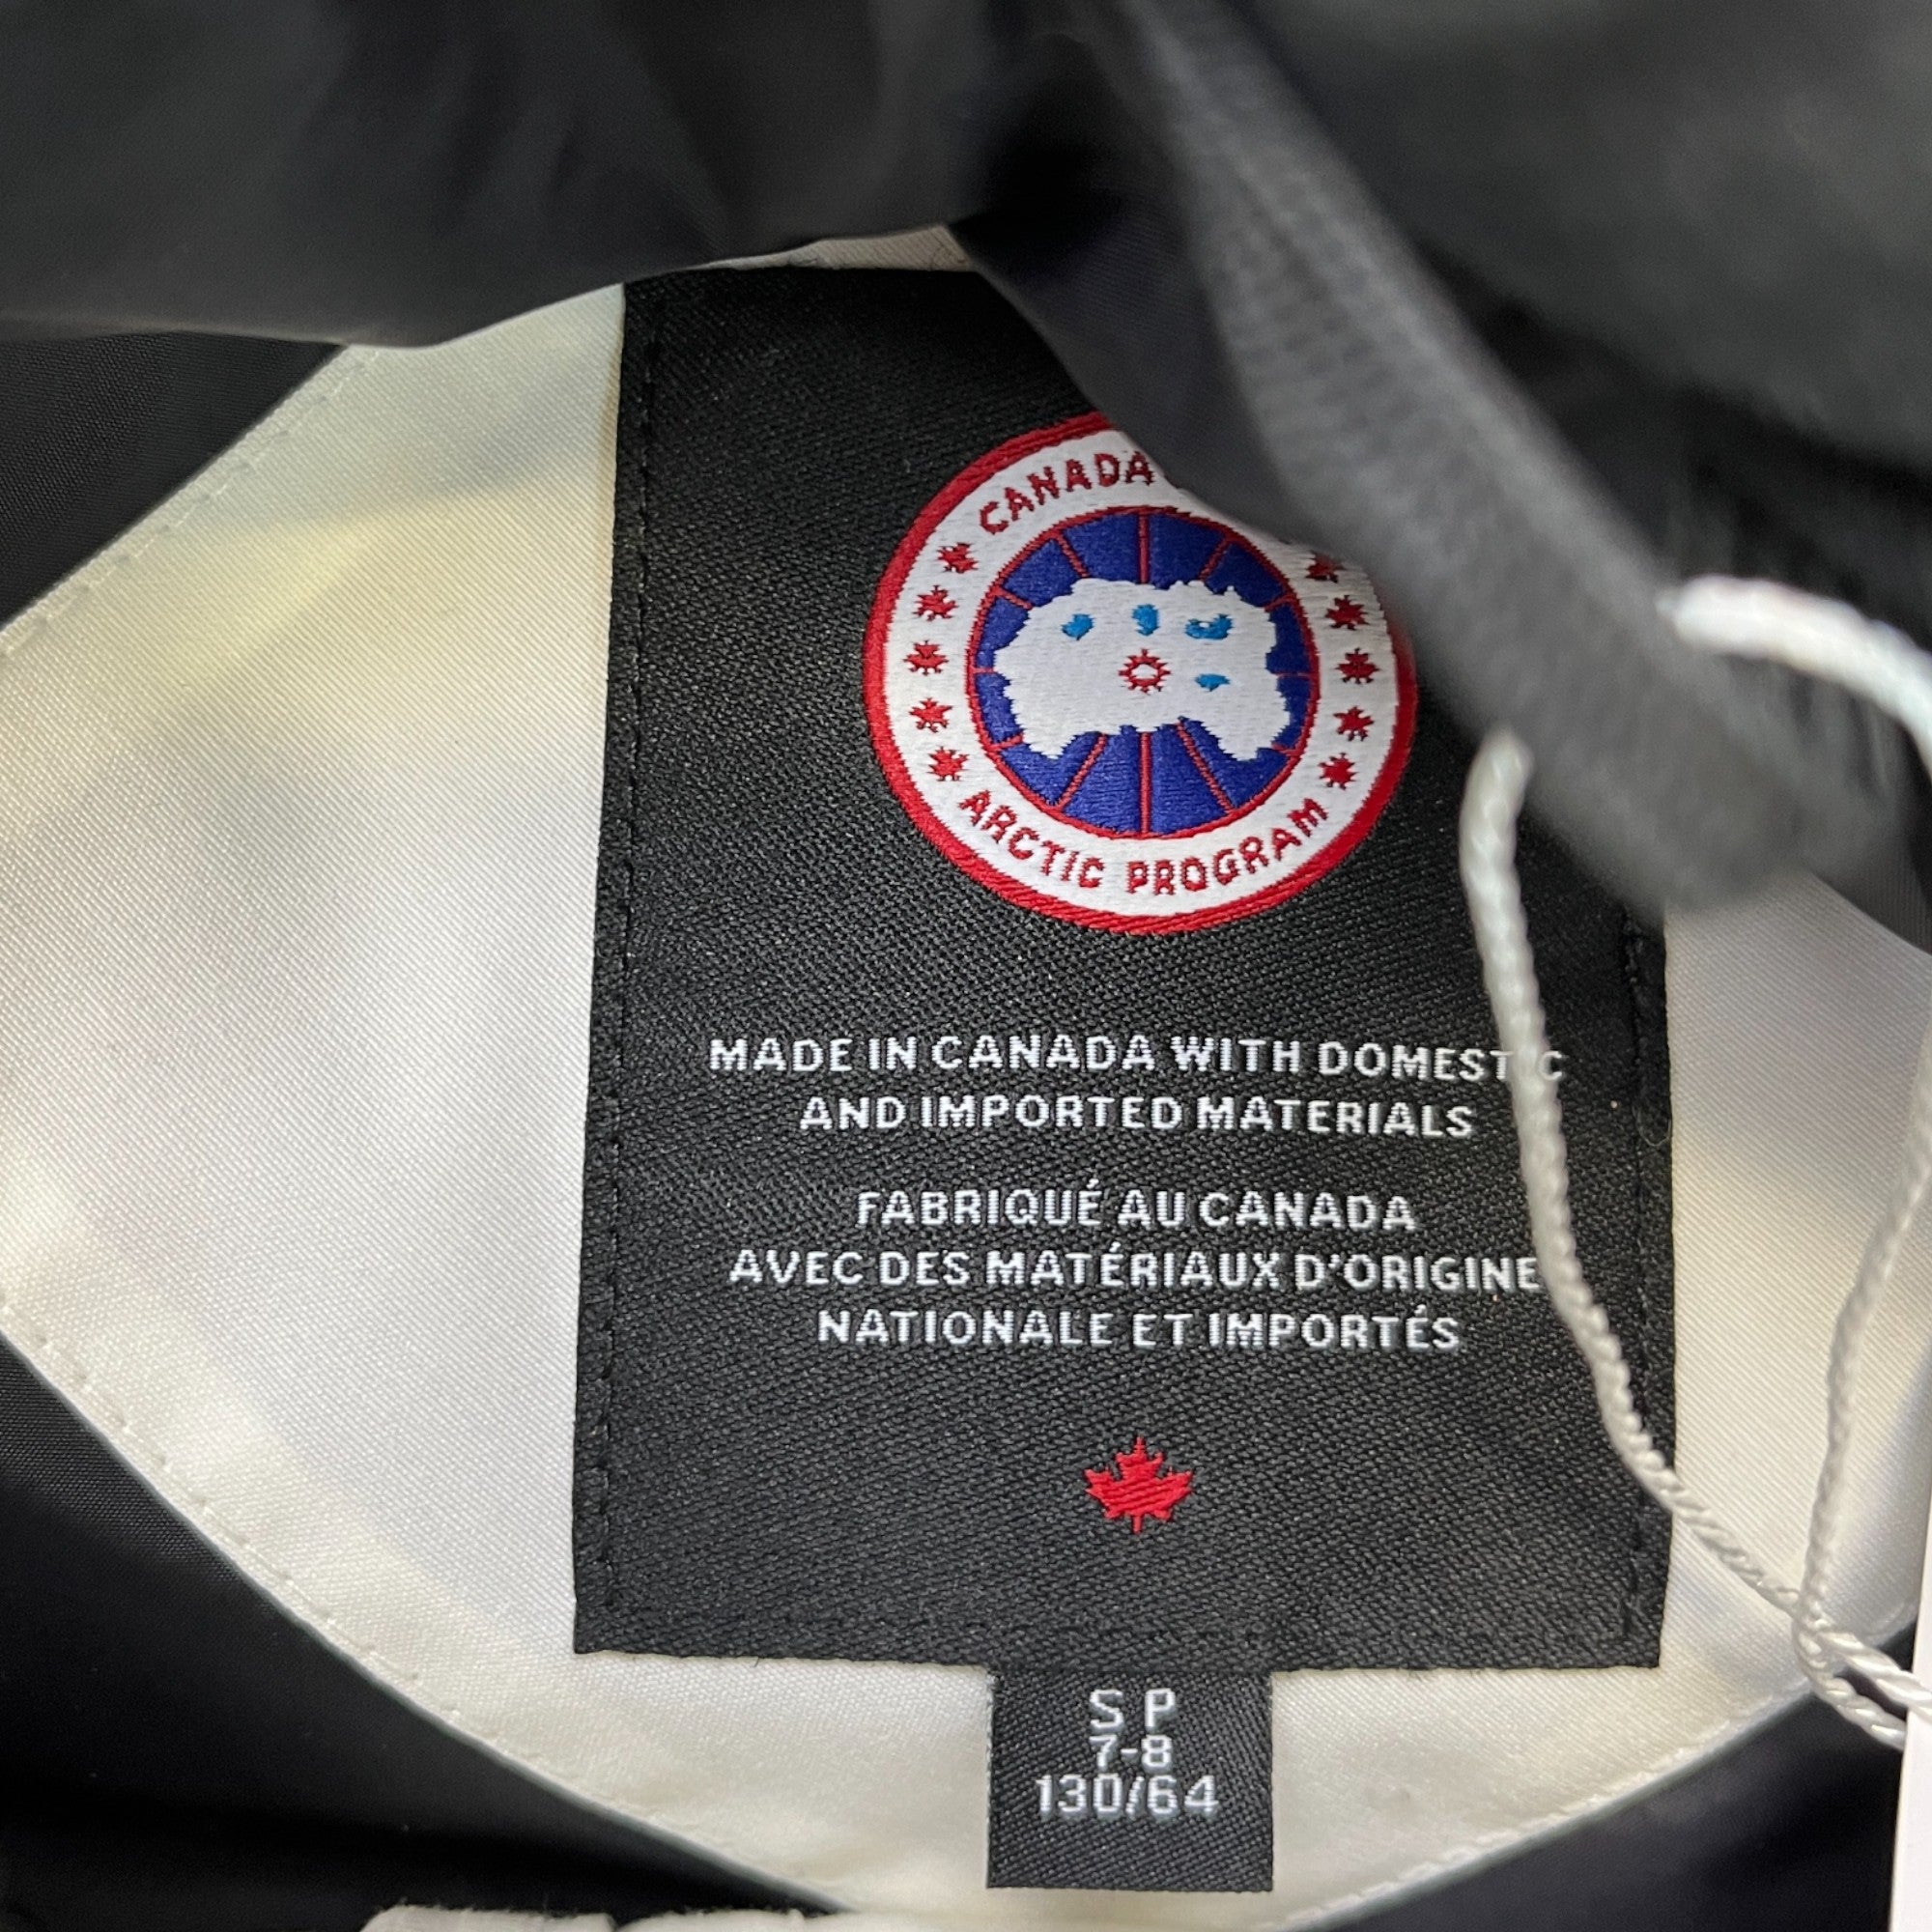 CANADA
ARCTIC PROGRAM
MADE IN CANADA WITH DOMESTIC
AND IMPORTED MATERIALS
FABRIQUÉ AU CANADA
AVEC DES MATÉRIAUX D'ORIGINE
NATIONALE ET IMPORTÉS
S P
7-8
130/64